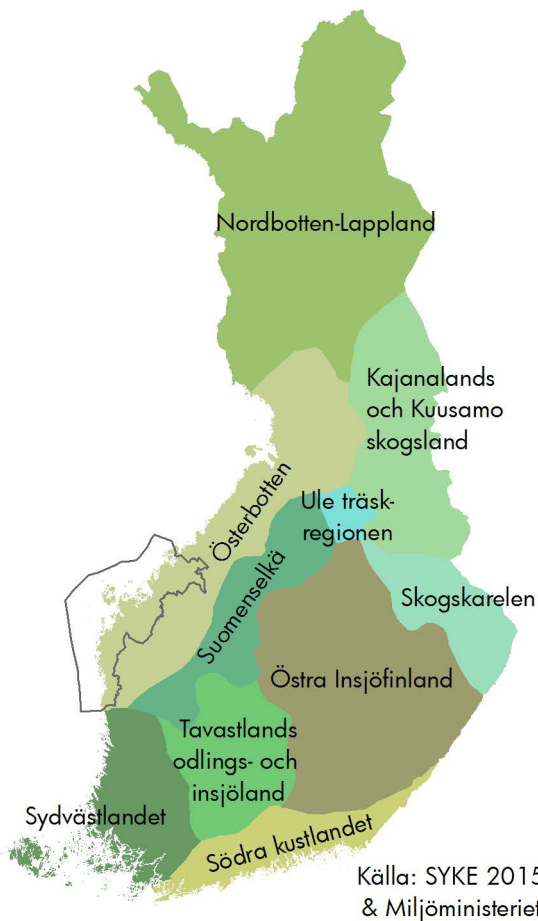 Nordbotten-Lappland
Kajanalands
och Kuusamo
skogsland
Österbotten
Ule träsk-
regionen
Suomenselkä
Skogskarelen
Östra Insjöfinland
Tavastlands
odlings- och
insjöland
Sydvästlandet
Södra kustlandet
Källa: SYKE 2015
& Miljöministeriet